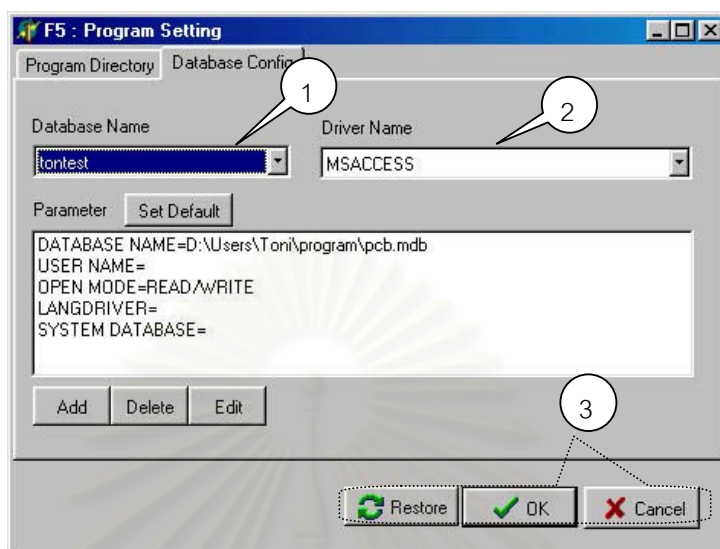 F5 : Program Setting
Program Directory Database Config
1
2
Database Name Driver Name
tontest MSACCESS
Parameter Set Default
DATABASE NAME=D:\Users\Toni\program\pcb.mdb
USER NAME=
OPEN MODE=READ/WRITE
LANGDRIVER=
SYSTEM DATABASE=
Add Delete Edit
3
Restore OK Cancel